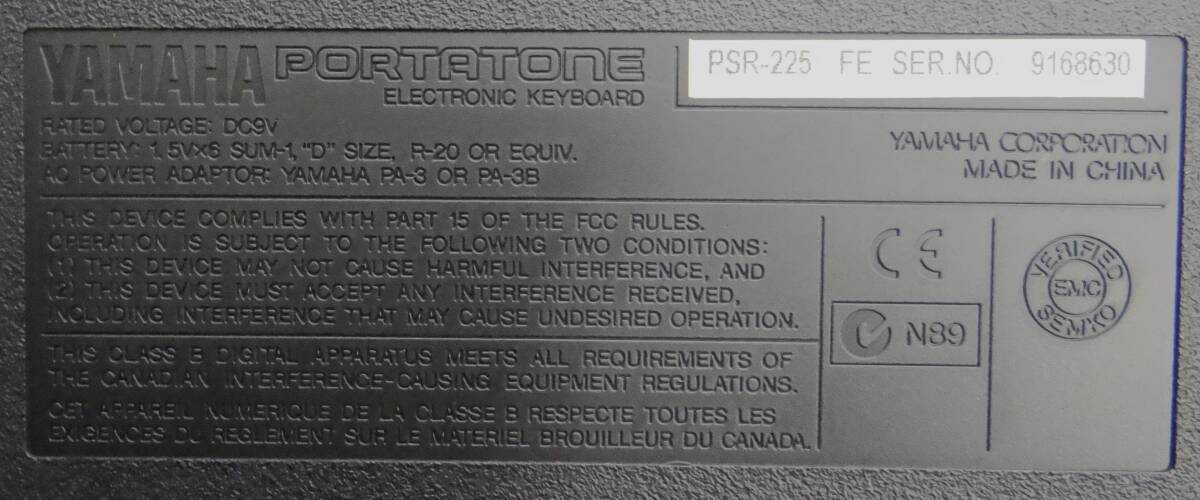 YAMAHA PORTATONE
ELECTRONIC KEYBOARD
PSR-225 FE SER.NO. 9168630
RATED VOLTAGE: DC9V
BATTERY: 1.5V×6 SUM-1, "D" SIZE, R-20 OR EQUIV.
AC POWER ADAPTOR: YAMAHA PA-3 OR PA-3B
YAMAHA CORPORATION
MADE IN CHINA
THIS DEVICE COMPLIES WITH PART 15 OF THE FCC RULES.
OPERATION IS SUBJECT TO THE FOLLOWING TWO CONDITIONS:
(1) THIS DEVICE MAY NOT CAUSE HARMFUL INTERFERENCE, AND
(2) THIS DEVICE MUST ACCEPT ANY INTERFERENCE RECEIVED,
INCLUDING INTERFERENCE THAT MAY CAUSE UNDESIRED OPERATION.
THIS CLASS B DIGITAL APPARATUS MEETS ALL REQUIREMENTS OF
THE CANADIAN INTERFERENCE-CAUSING EQUIPMENT REGULATIONS.
CET APPAREIL NUMERIQUE DE LA CLASSE B RESPECTE TOUTES LES
EXIGENCES DU REGLEMENT SUR LE MATERIEL BROUILLEUR DU CANADA.
CE
N89
VERIFIED
EMC
SEMKO